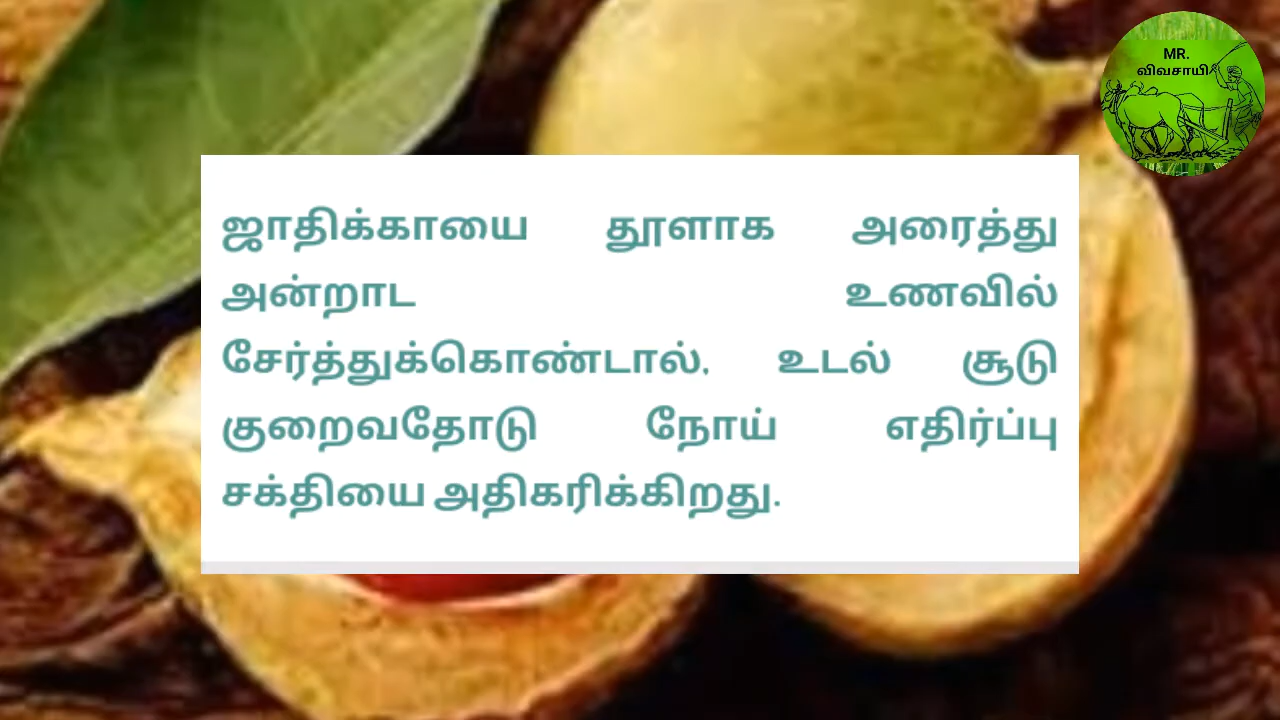 MR.
விவசாயி
ஜாதிக்காயை தூளாக அரைத்து
அன்றாட உணவில்
சேர்த்துக்கொண்டால், உடல் சூடு
குறைவதோடு நோய் எதிர்ப்பு
சக்தியை அதிகரிக்கிறது.